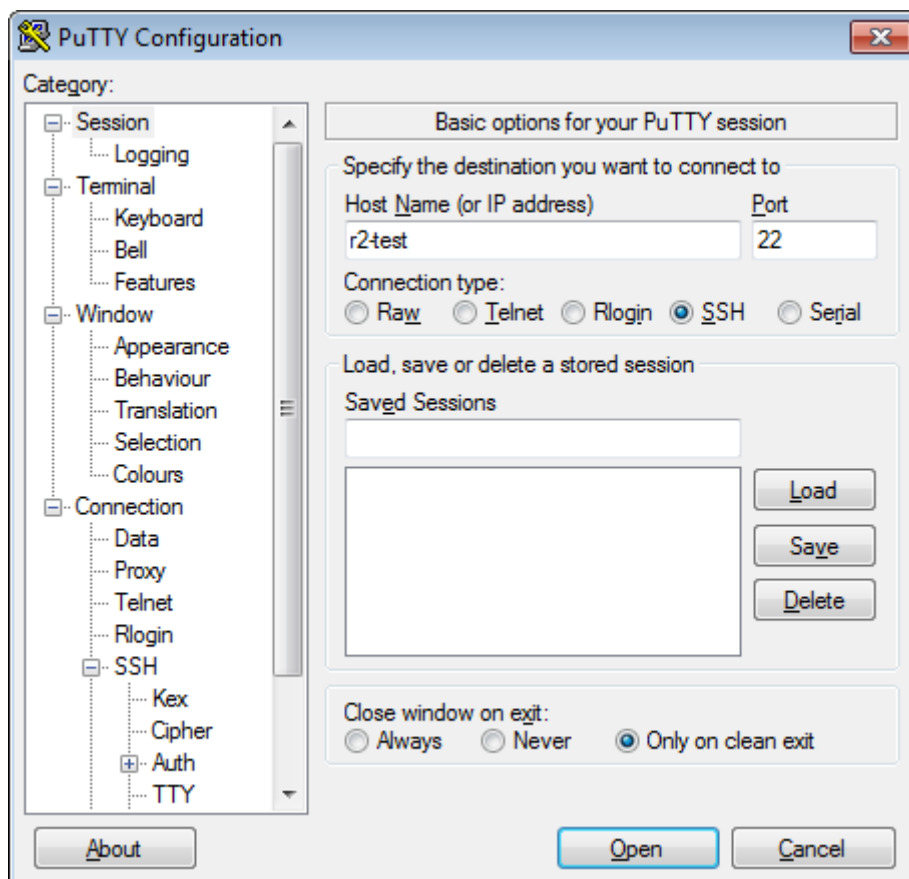 PuTTY Configuration
Category:
Session
Logging
Terminal
Keyboard
Bell
Features
Window
Appearance
Behaviour
Translation
Selection
Colours
Connection
Data
Proxy
Telnet
Rlogin
SSH
Kex
Cipher
Auth
TTY
Basic options for your PuTTY session
Specify the destination you want to connect to
Host Name (or IP address) Port
r2-test 22
Connection type:
Raw Telnet Rlogin SSH Serial
Load, save or delete a stored session
Saved Sessions
Load
Save
Delete
Close window on exit:
Always Never Only on clean exit
About Open Cancel